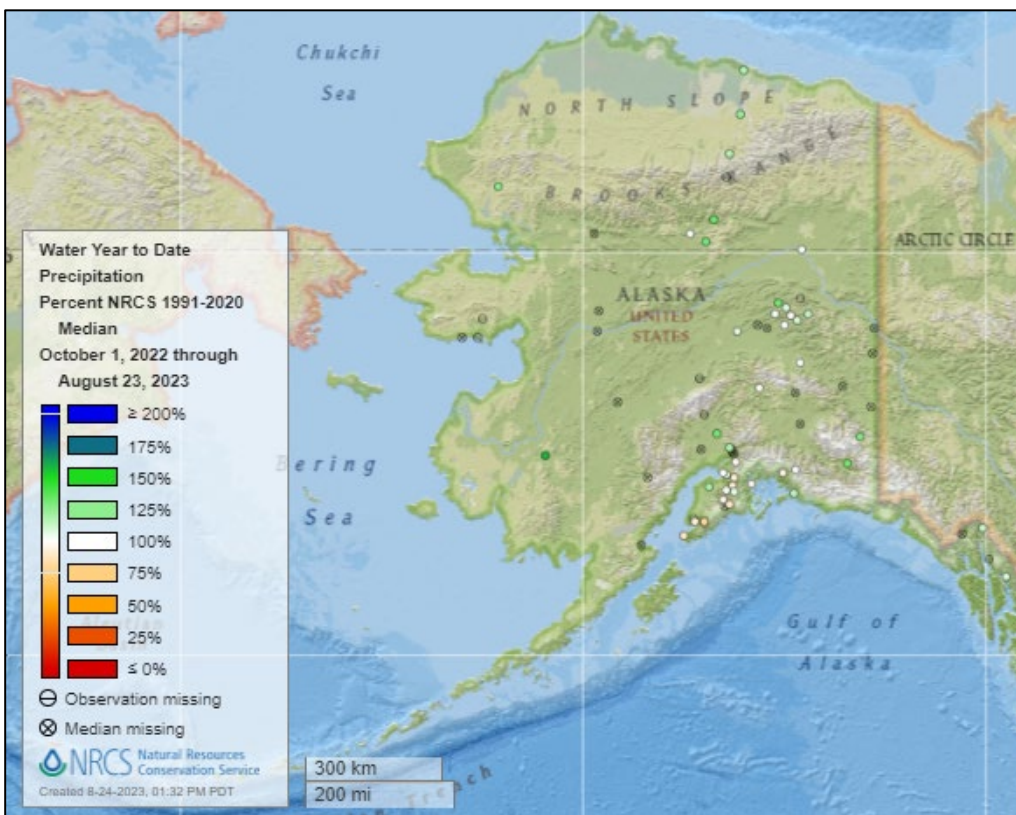 Chukchi
Sea
NORTH SLOPE
BROOKS RANGE
ARCTIC CIRCLE
ALASKA
UNITED
STATES
Bering
Sea
Gulf of
Alaska
Trench
Water Year to Date
Precipitation
Percent NRCS 1991-2020
Median
October 1, 2022 through
August 23, 2023
≥ 200%
175%
150%
125%
100%
75%
50%
25%
≤ 0%
Observation missing
Median missing
NRCS Natural Resources
Conservation Service
Created 8-24-2023, 01:32 PM PDT
300 km
200 mi